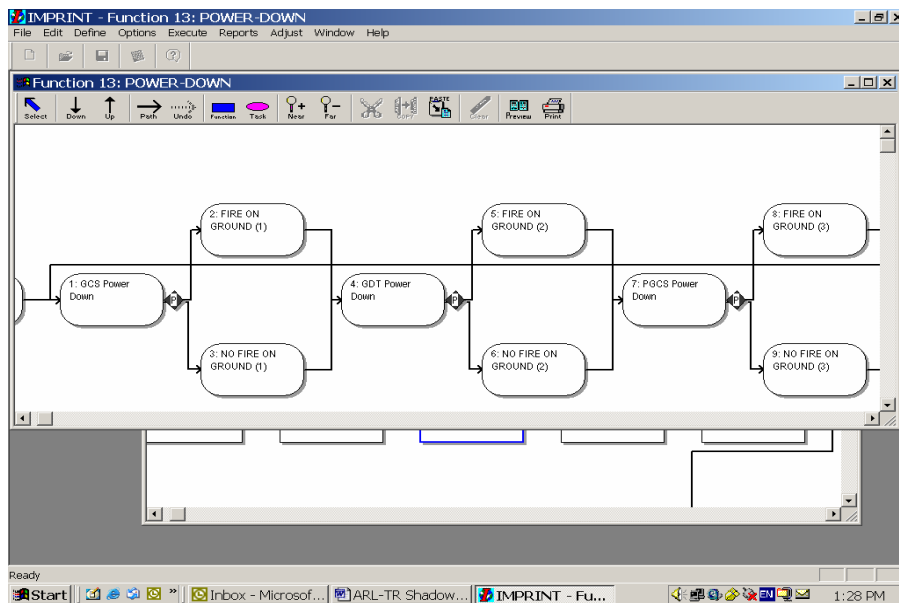 IMPRINT - Function 13: POWER-DOWN
File Edit Define Options Execute Reports Adjust Window Help
Function 13: POWER-DOWN
Select Down Up Path Undo Function Task Near Far COPY PASTE Preview Print
2: FIRE ON
GROUND (1)
5: FIRE ON
GROUND (2)
8: FIRE ON
GROUND (3)
1: GCS Power
Down
P
4: GDT Power
Down
P
7: PGCS Power
Down
P
3: NO FIRE ON
GROUND (1)
6: NO FIRE ON
GROUND (2)
9: NO FIRE ON
GROUND (3)
Ready
Start » Inbox - Microsof... ARL-TR Shadow... IMPRINT - Fu... EN 1:28 PM